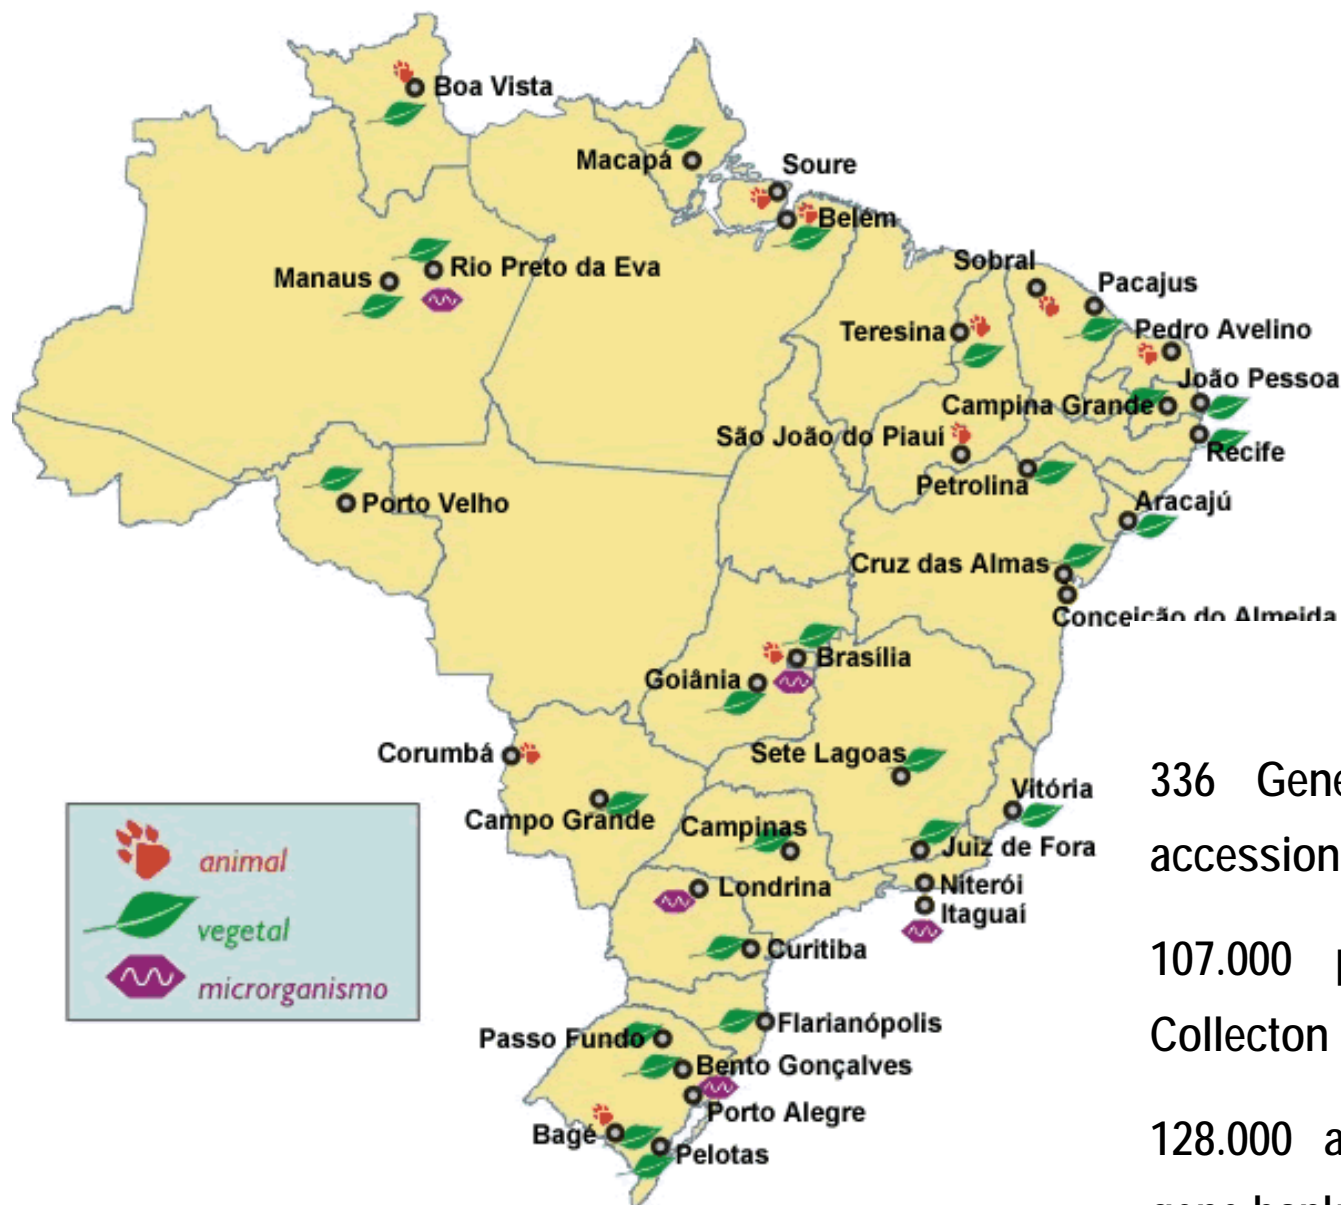 Boa Vista
Macapá
Soure
Belém
Manaus
Rio Preto da Eva
Sobral
Pacajus
Teresina
Pedro Avelino
João Pessoa
Campina Grande
São João do Piauí
Recife
Petrolina
Porto Velho
Aracajú
Cruz das Almas
Conceição do Almeida
Brasília
Goiânia
Corumbá
Sete Lagoas
Vitória
Campo Grande
Campinas
Juiz de Fora
Londrina
Niterói
Itaguaí
Curitiba
Flarianópolis
Passo Fundo
Bento Gonçalves
Porto Alegre
Bagé
Pelotas
animal
vegetal
microrganismo
336 Gene
accession
107.000 p
Collecton
128.000 a
gene bank